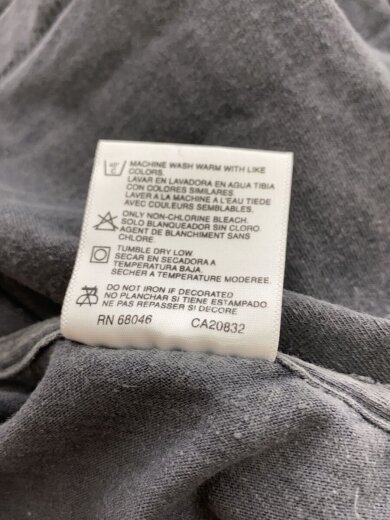 MACHINE WASH WARM WITH LIKE
COLORS.
LAVAR EN LAVADORA EN AGUA TIBIA
CON COLORES SIMILARES.
LAVER A LA MACHINE A L'EAU TIEDE
AVEC COULEURS SEMBLABLES.
ONLY NON-CHLORINE BLEACH.
SOLO BLANQUEADOR SIN CLORO.
AGENT DE BLANCHIMENT SANS
CHLORE.
TUMBLE DRY LOW.
SECAR EN SECADORA A
TEMPERATURA BAJA.
SECHER A TEMPERATURE MODEREE.
DO NOT IRON IF DECORATED
NO PLANCHAR SI TIENE ESTAMPADO.
NE PAS REPASSER SI DECORE
RN 68046 CA20832